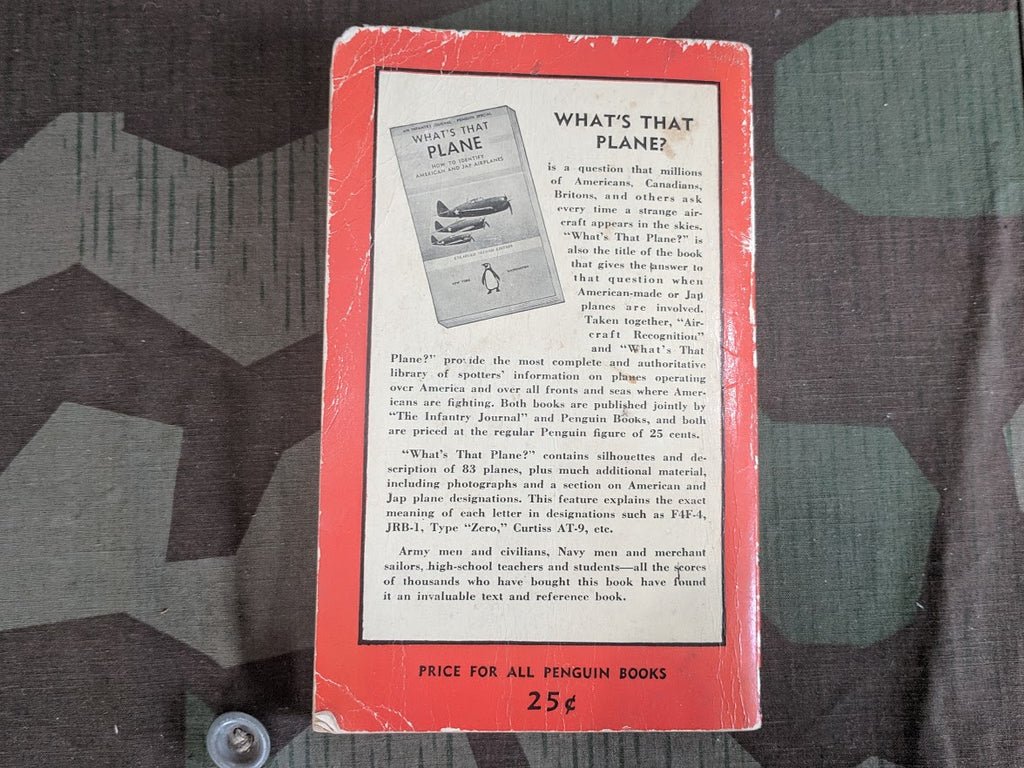 AN INFANTRY JOURNAL - PENGUIN SPECIAL
WHAT'S THAT
PLANE
HOW TO IDENTIFY
AMERICAN AND JAP AIRPLANES
NEW YORK
WASHINGTON
WHAT'S THAT
PLANE?
is a question that millions
of Americans, Canadians,
Britons, and others ask
every time a strange air-
craft appears in the skies.
"What's That Plane?" is
also the title of the book
that gives the answer to
that question when
American-made or Jap
planes are involved.
Taken together, "Air-
craft Recognition"
and "What's That
Plane?" provide the most complete and authoritative
library of spotters' information on planes operating
over America and over all fronts and seas where Amer-
icans are fighting. Both books are published jointly by
"The Infantry Journal" and Penguin Books, and both
are priced at the regular Penguin figure of 25 cents.
"What's That Plane?" contains silhouettes and de-
scription of 83 planes, plus much additional material,
including photographs and a section on American and
Jap plane designations. This feature explains the exact
meaning of each letter in designations such as F4F-4,
JRB-1, Type "Zero," Curtiss AT-9, etc.
Army men and civilians, Navy men and merchant
sailors, high-school teachers and students—all the scores
of thousands who have bought this book have found
it an invaluable text and reference book.
PRICE FOR ALL PENGUIN BOOKS
25¢